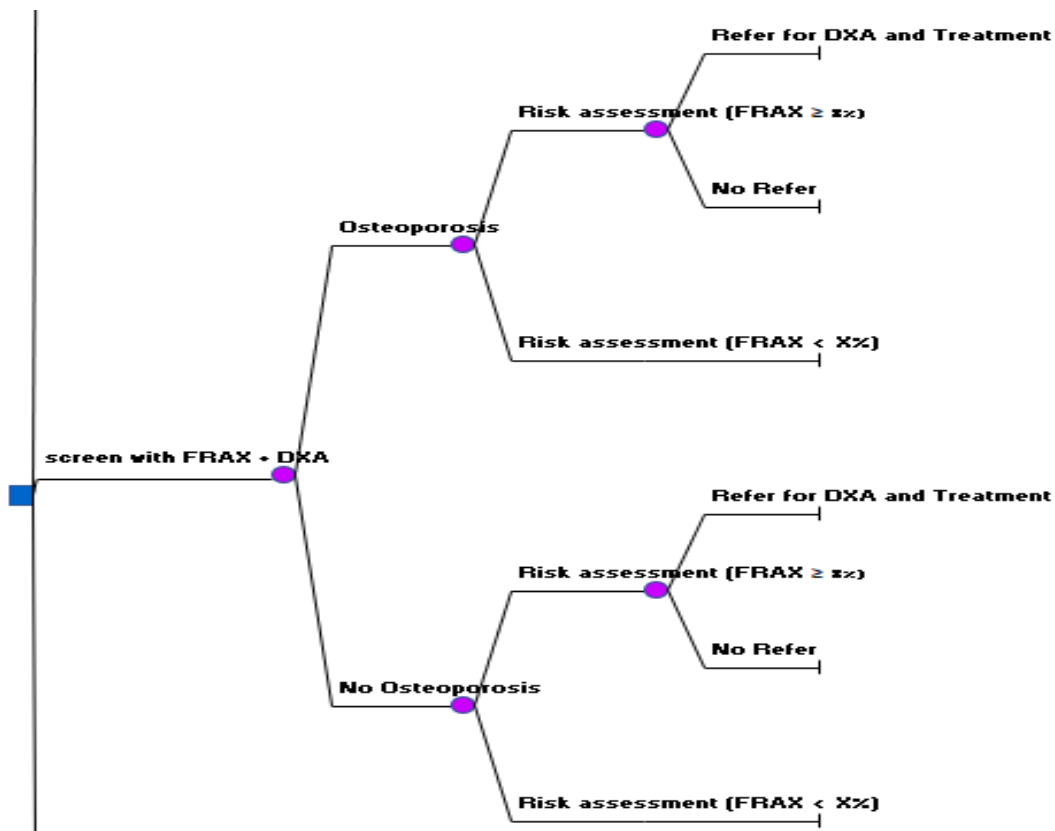 Refer for DXA and Treatment
Risk assessment (FRAX ≥ x%)
No Refer
Osteoporosis
Risk assessment (FRAX < X%)
screen with FRAX + DXA
Refer for DXA and Treatment
Risk assessment (FRAX ≥ x%)
No Refer
No Osteoporosis
Risk assessment (FRAX < X%)